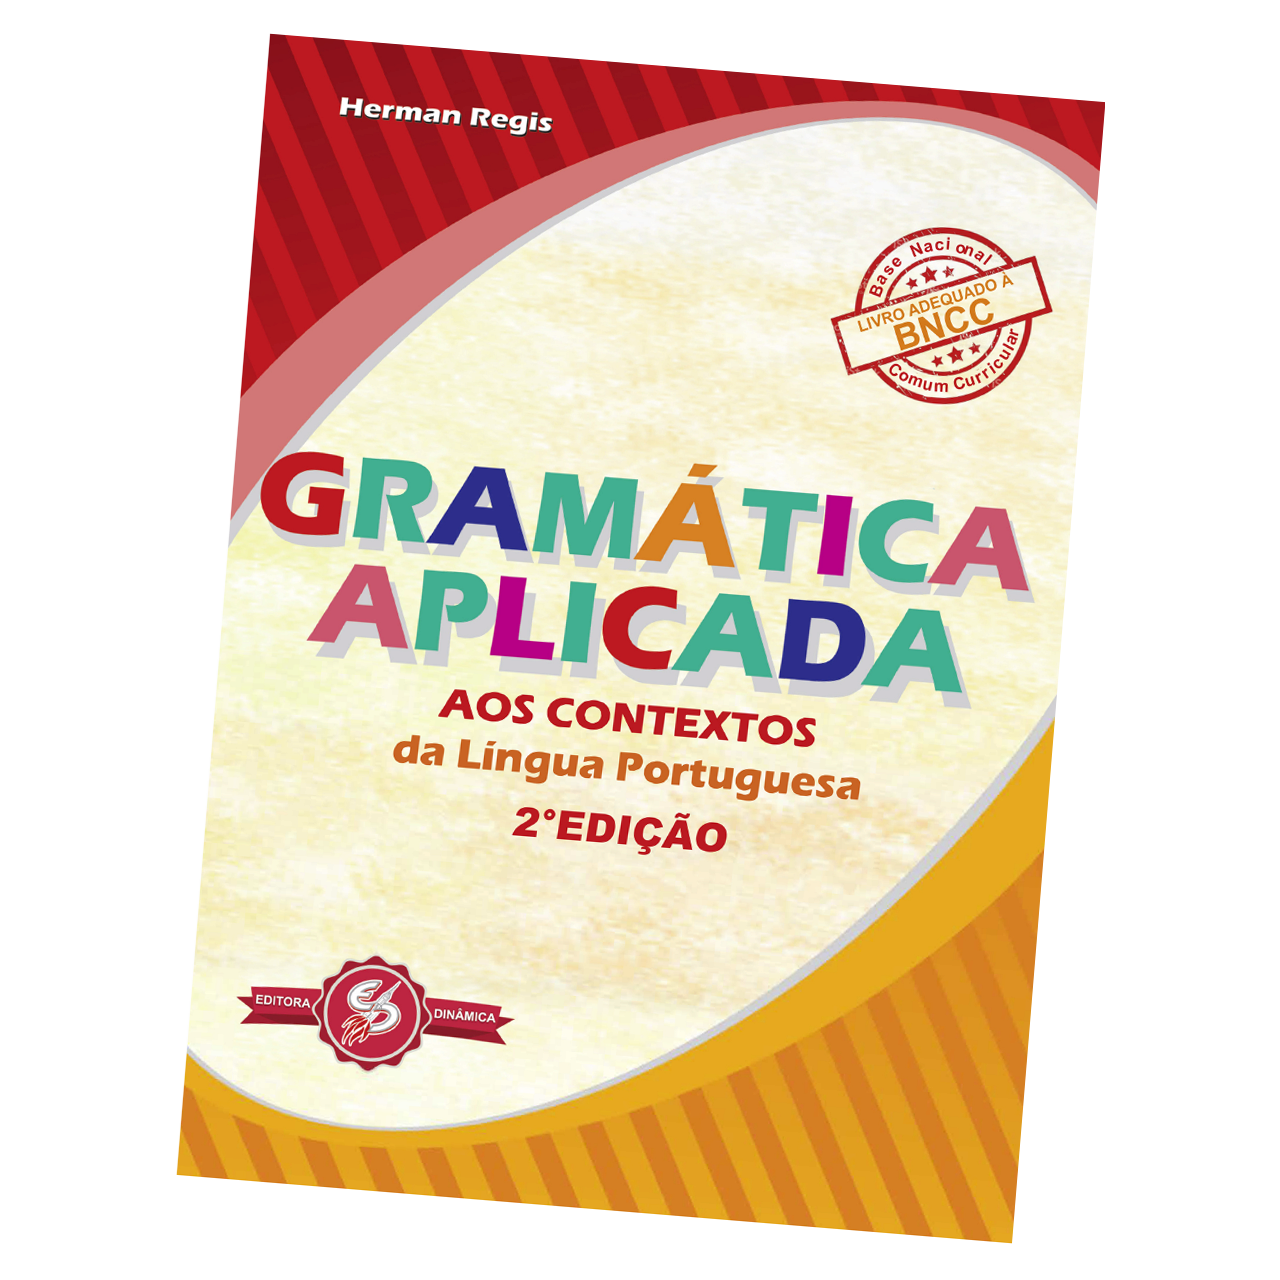 Herman Regis
Base Nacional
LIVRO ADEQUADO À
BNCC
Comum Curricular
GRAMÁTICA
APLICADA
AOS CONTEXTOS
da Língua Portuguesa
2°EDIÇÃO
EDITORA ED DINÂMICA